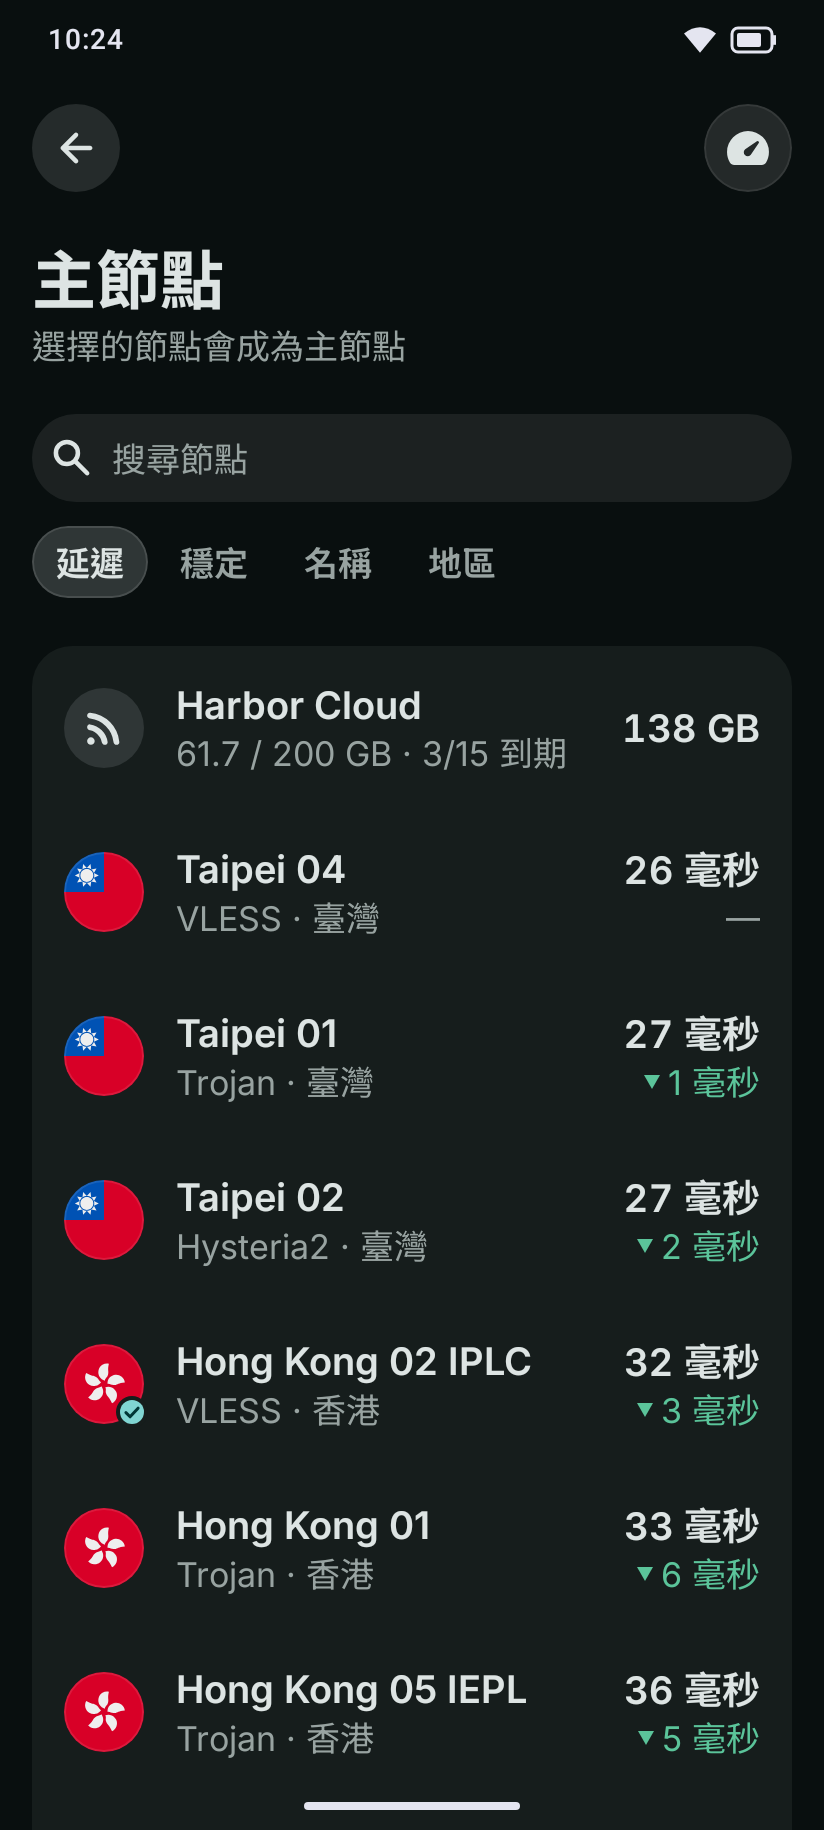 10:24
主節點
選擇的節點會成為主節點
搜尋節點
延遲 穩定 名稱 地區
Harbor Cloud
61.7 / 200 GB · 3/15 到期
138 GB
Taipei 04
VLESS · 臺灣
26 毫秒
—
Taipei 01
Trojan · 臺灣
27 毫秒
▼1 毫秒
Taipei 02
Hysteria2 · 臺灣
27 毫秒
▼2 毫秒
Hong Kong 02 IPLC
VLESS · 香港
32 毫秒
▼3 毫秒
Hong Kong 01
Trojan · 香港
33 毫秒
▼6 毫秒
Hong Kong 05 IEPL
Trojan · 香港
36 毫秒
▼5 毫秒